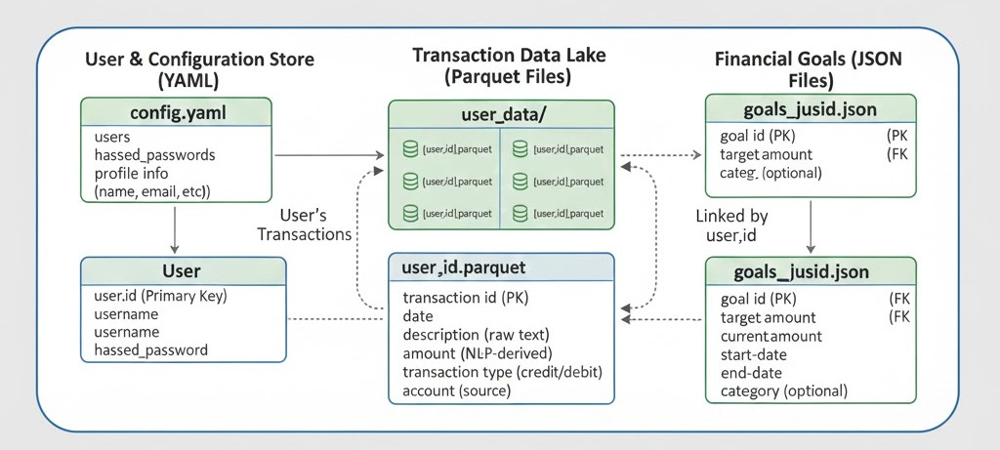 User & Configuration Store
(YAML)
config.yaml
users
hassed_passwords
profile info
(name, email, etc))
User's
Transactions
User
user.id (Primary Key)
username
username
hassed_password
Transaction Data Lake
(Parquet Files)
user_data/
[user,id[.parquet
[user,id[.parquet
[user,id[.parquet
[user,id[.parquet
[user,id[.parquet
[user,id[.parquet
user,id.parquet
transaction id (PK)
date
description (raw text)
amount (NLP-derived)
transaction type (credit/debit)
account (source)
Financial Goals (JSON
Files)
goals_jusid.json
goal id (PK) (PK
target amount (FK
categ. (optional)
Linked by
user,id
goals_jusid.json
goal id (PK) (FK
target amount (FK
currentamount
start-date
end-date
category (optional)